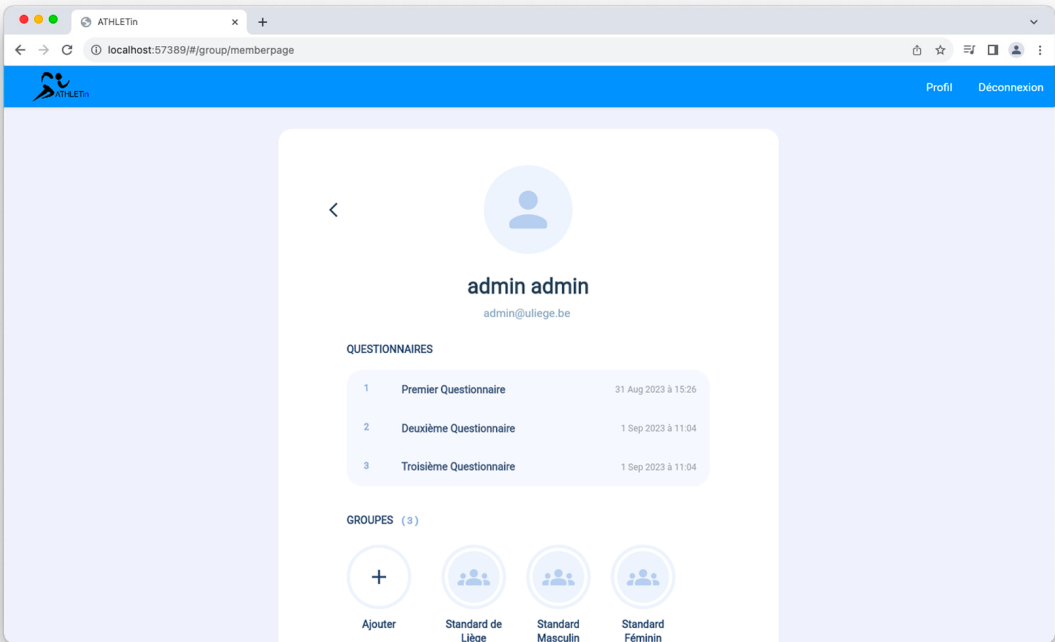 ATHLETin
localhost:57389/#/group/memberpage
ATHLETin
Profil Déconnexion
admin admin
admin@uliege.be
QUESTIONNAIRES
1 Premier Questionnaire 31 Aug 2023 à 15:26
2 Deuxième Questionnaire 1 Sep 2023 à 11:04
3 Troisième Questionnaire 1 Sep 2023 à 11:04
GROUPES (3)
Ajouter
Standard de
Liège
Standard
Masculin
Standard
Féminin